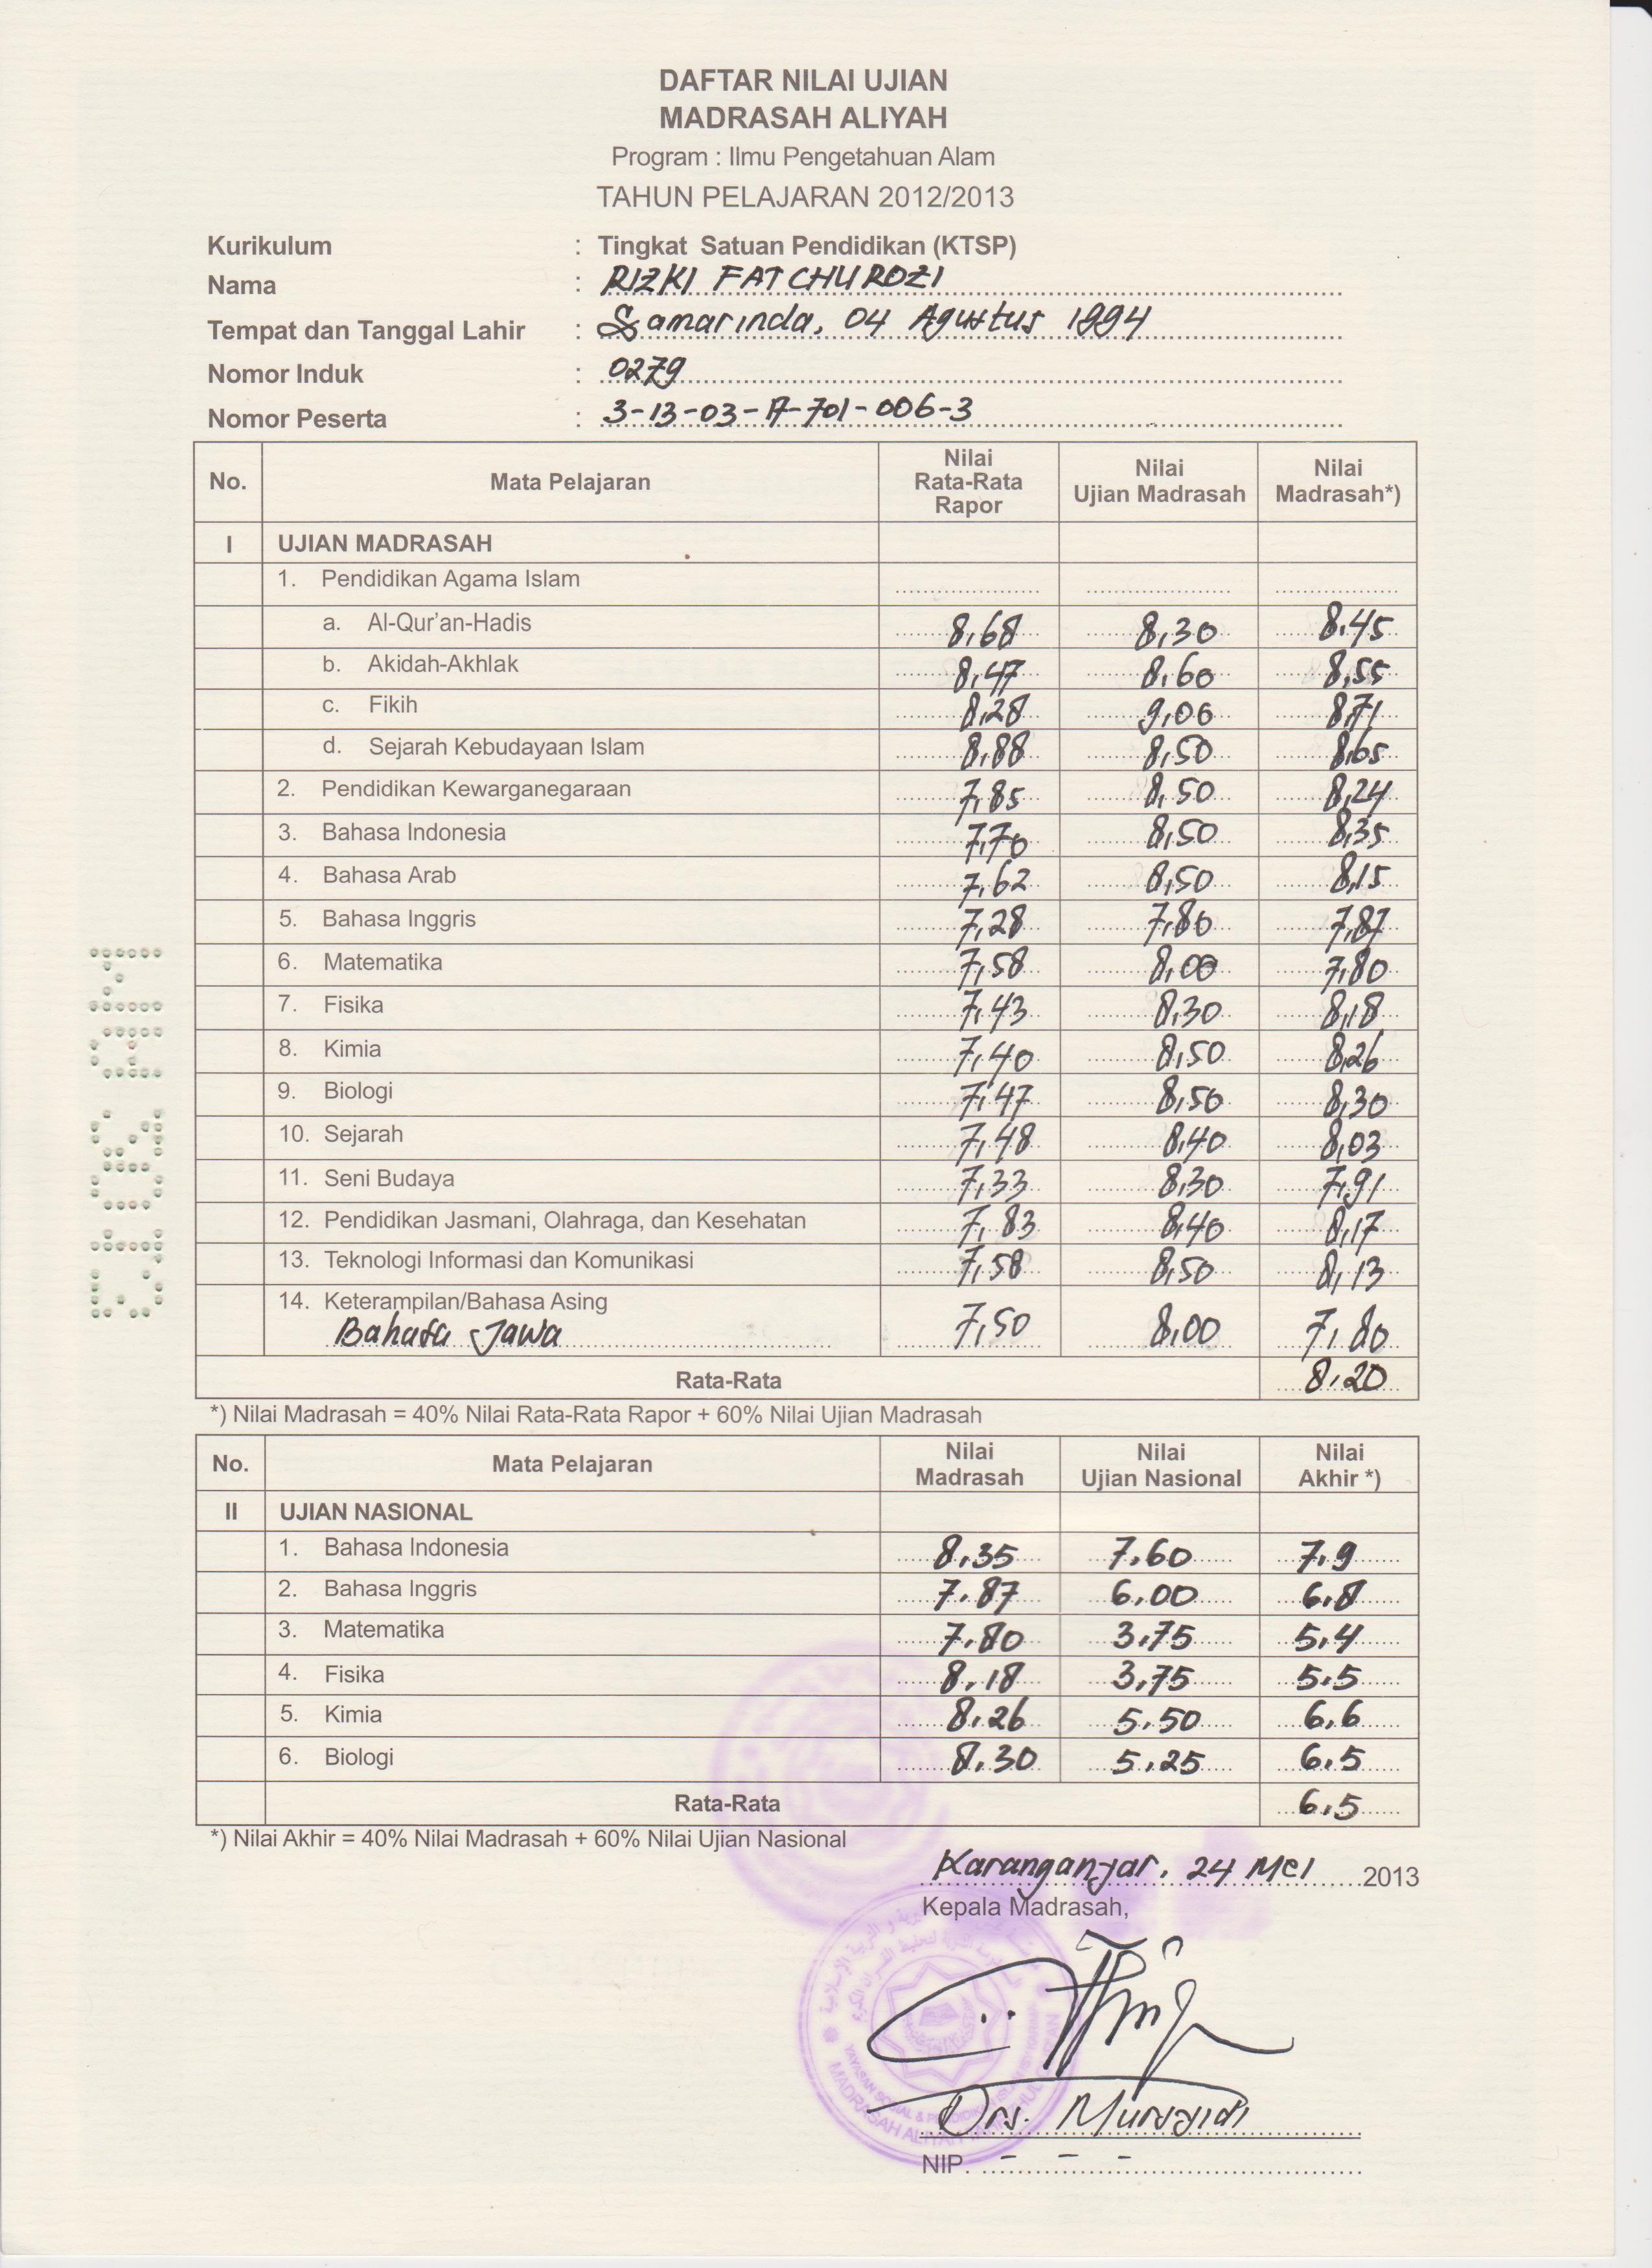 DAFTAR NILAI UJIAN
MADRASAH ALIYAH
Program : Ilmu Pengetahuan Alam
TAHUN PELAJARAN 2012/2013
Kurikulum : Tingkat Satuan Pendidikan (KTSP)
Nama : RIZKI FATCHUROZI
Tempat dan Tanggal Lahir : Samarinda, 04 Agustus 1994
Nomor Induk : 0279
Nomor Peserta : 3-13-03-17-701-006-3
No. Mata Pelajaran Nilai Rata-Rata Rapor Nilai Ujian Madrasah Nilai Madrasah*)
I UJIAN MADRASAH
1. Pendidikan Agama Islam
a. Al-Qur'an-Hadis 8,68 8,30 8,45
b. Akidah-Akhlak 8,47 8,60 8,55
c. Fikih 8,28 9,00 8,71
d. Sejarah Kebudayaan Islam 8,88 8,50 8,65
2. Pendidikan Kewarganegaraan 7,85 8,50 8,24
3. Bahasa Indonesia 7,70 8,50 8,35
4. Bahasa Arab 7,62 8,50 8,15
5. Bahasa Inggris 7,28 7,80 7,87
6. Matematika 7,58 8,00 7,80
7. Fisika 7,43 8,30 8,18
8. Kimia 7,40 8,50 8,26
9. Biologi 7,47 8,50 8,30
10. Sejarah 7,48 8,40 8,03
11. Seni Budaya 7,33 8,30 7,91
12. Pendidikan Jasmani, Olahraga, dan Kesehatan 7,83 8,40 8,17
13. Teknologi Informasi dan Komunikasi 7,58 8,50 8,13
14. Keterampilan/Bahasa Asing
Bahasa Jawa 7,50 8,00 7,80
Rata-Rata 8,20
*) Nilai Madrasah = 40% Nilai Rata-Rata Rapor + 60% Nilai Ujian Madrasah
No. Mata Pelajaran Nilai Madrasah Nilai Ujian Nasional Nilai Akhir *)
II UJIAN NASIONAL
1. Bahasa Indonesia 8,35 7,60 7,9
2. Bahasa Inggris 7,87 6,00 6,8
3. Matematika 7,80 3,75 5,4
4. Fisika 8,18 3,75 5,5
5. Kimia 8,26 5,50 6,6
6. Biologi 8,30 5,25 6,5
Rata-Rata 6,5
*) Nilai Akhir = 40% Nilai Madrasah + 60% Nilai Ujian Nasional
Karanganyar, 24 Mei 2013
Kepala Madrasah,
Drs. Mursyidi
NIP. - - -